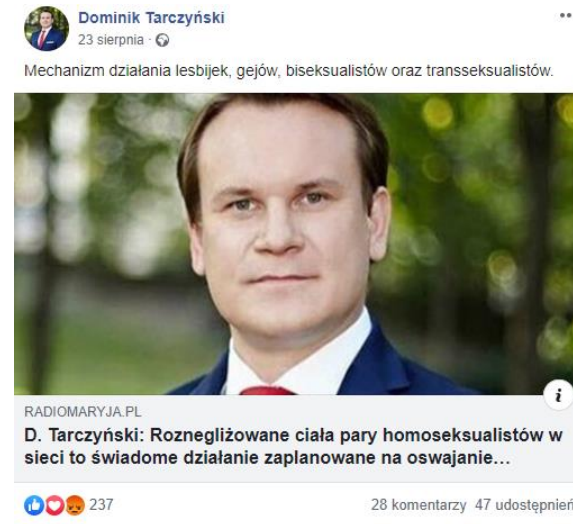 Dominik Tarczyński
23 sierpnia
Mechanizm działania lesbijek, gejów, biseksualistów oraz transseksualistów.
RADIOMARYJA.PL
D. Tarczyński: Roznegliżowane ciała pary homoseksualistów w
sieci to świadome działanie zaplanowane na oswajanie…
237
28 komentarzy 47 udostępnień